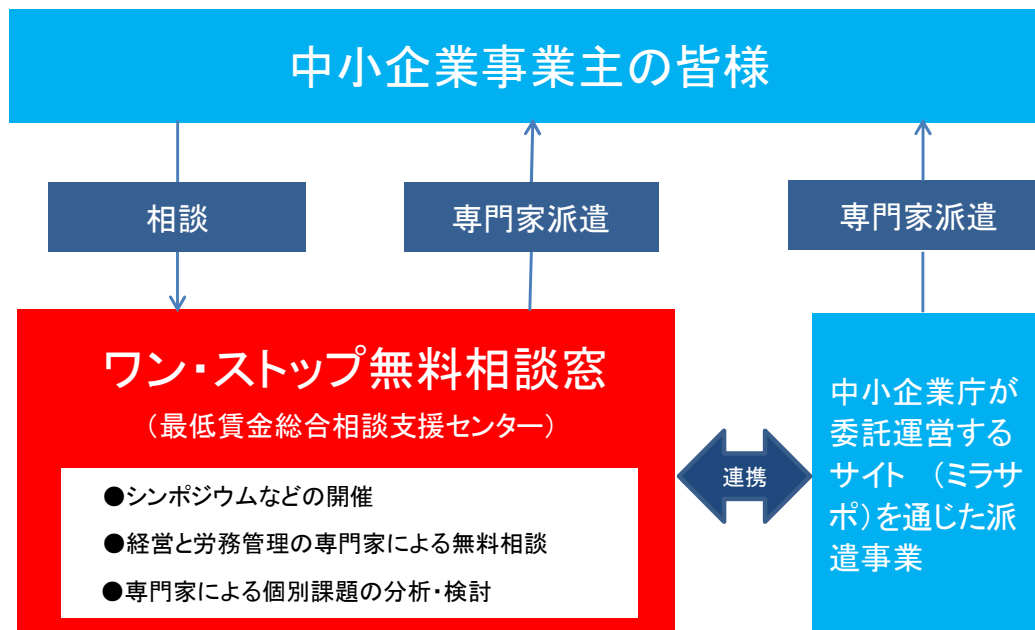 中小企業事業主の皆様
相談
専門家派遣
専門家派遣
ワン・ストップ無料相談窓
（最低賃金総合相談支援センター）
●シンポジウムなどの開催
●経営と労務管理の専門家による無料相談
●専門家による個別課題の分析・検討
連携
中小企業庁が
委託運営する
サイト （ミラサ
ポ）を通じた派
遣事業